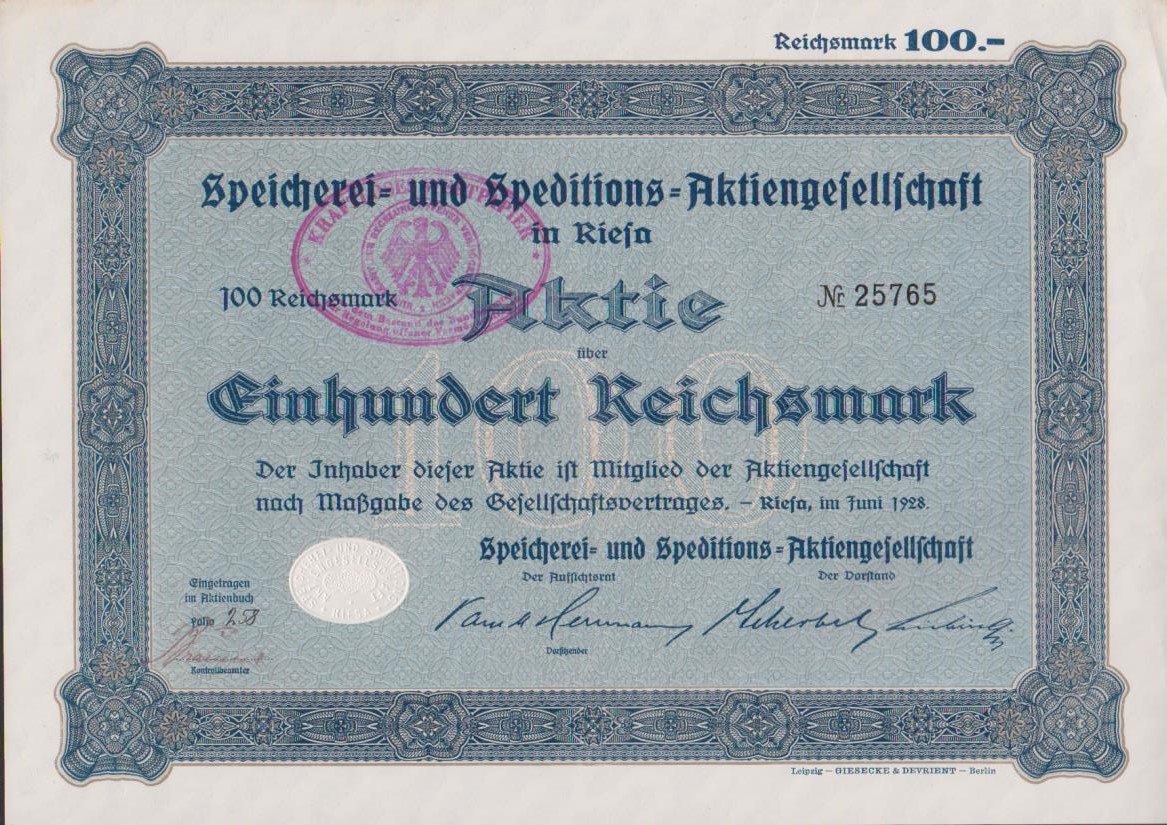 Reichsmark 100.-
Speicherei- und Speditions-Aktiengesellschaft
in Riesa
100 Reichsmark Aktie № 25765
über
Einhundert Reichsmark
Der Inhaber dieser Aktie ist Mitglied der Aktiengesellschaft
nach Maßgabe des Gesellschaftsvertrages. – Riesa, im Juni 1928.
Speicherei- und Speditions-Aktiengesellschaft
Der Aufsichtsrat Der Vorstand
Vorsitzender
Eingetragen
im Aktienbuch
Folio 258
Kontrollbeamter
RIESA
Leipzig – GIESECKE & DEVRIENT – Berlin